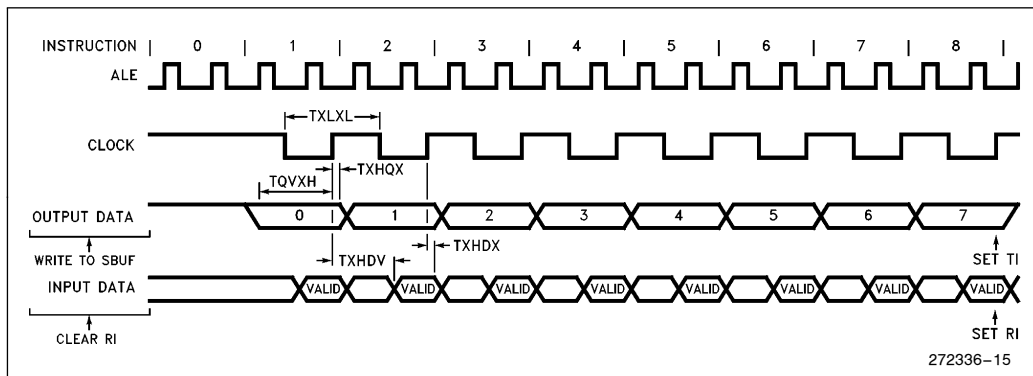 INSTRUCTION | 0 | 1 | 2 | 3 | 4 | 5 | 6 | 7 | 8 |
ALE
TXLXL
CLOCK
TXHQX
TQVXH
OUTPUT DATA 0 1 2 3 4 5 6 7
TXHDX
WRITE TO SBUF TXHDV SET TI
INPUT DATA VALID VALID VALID VALID VALID VALID VALID VALID
CLEAR RI SET RI
272336–15